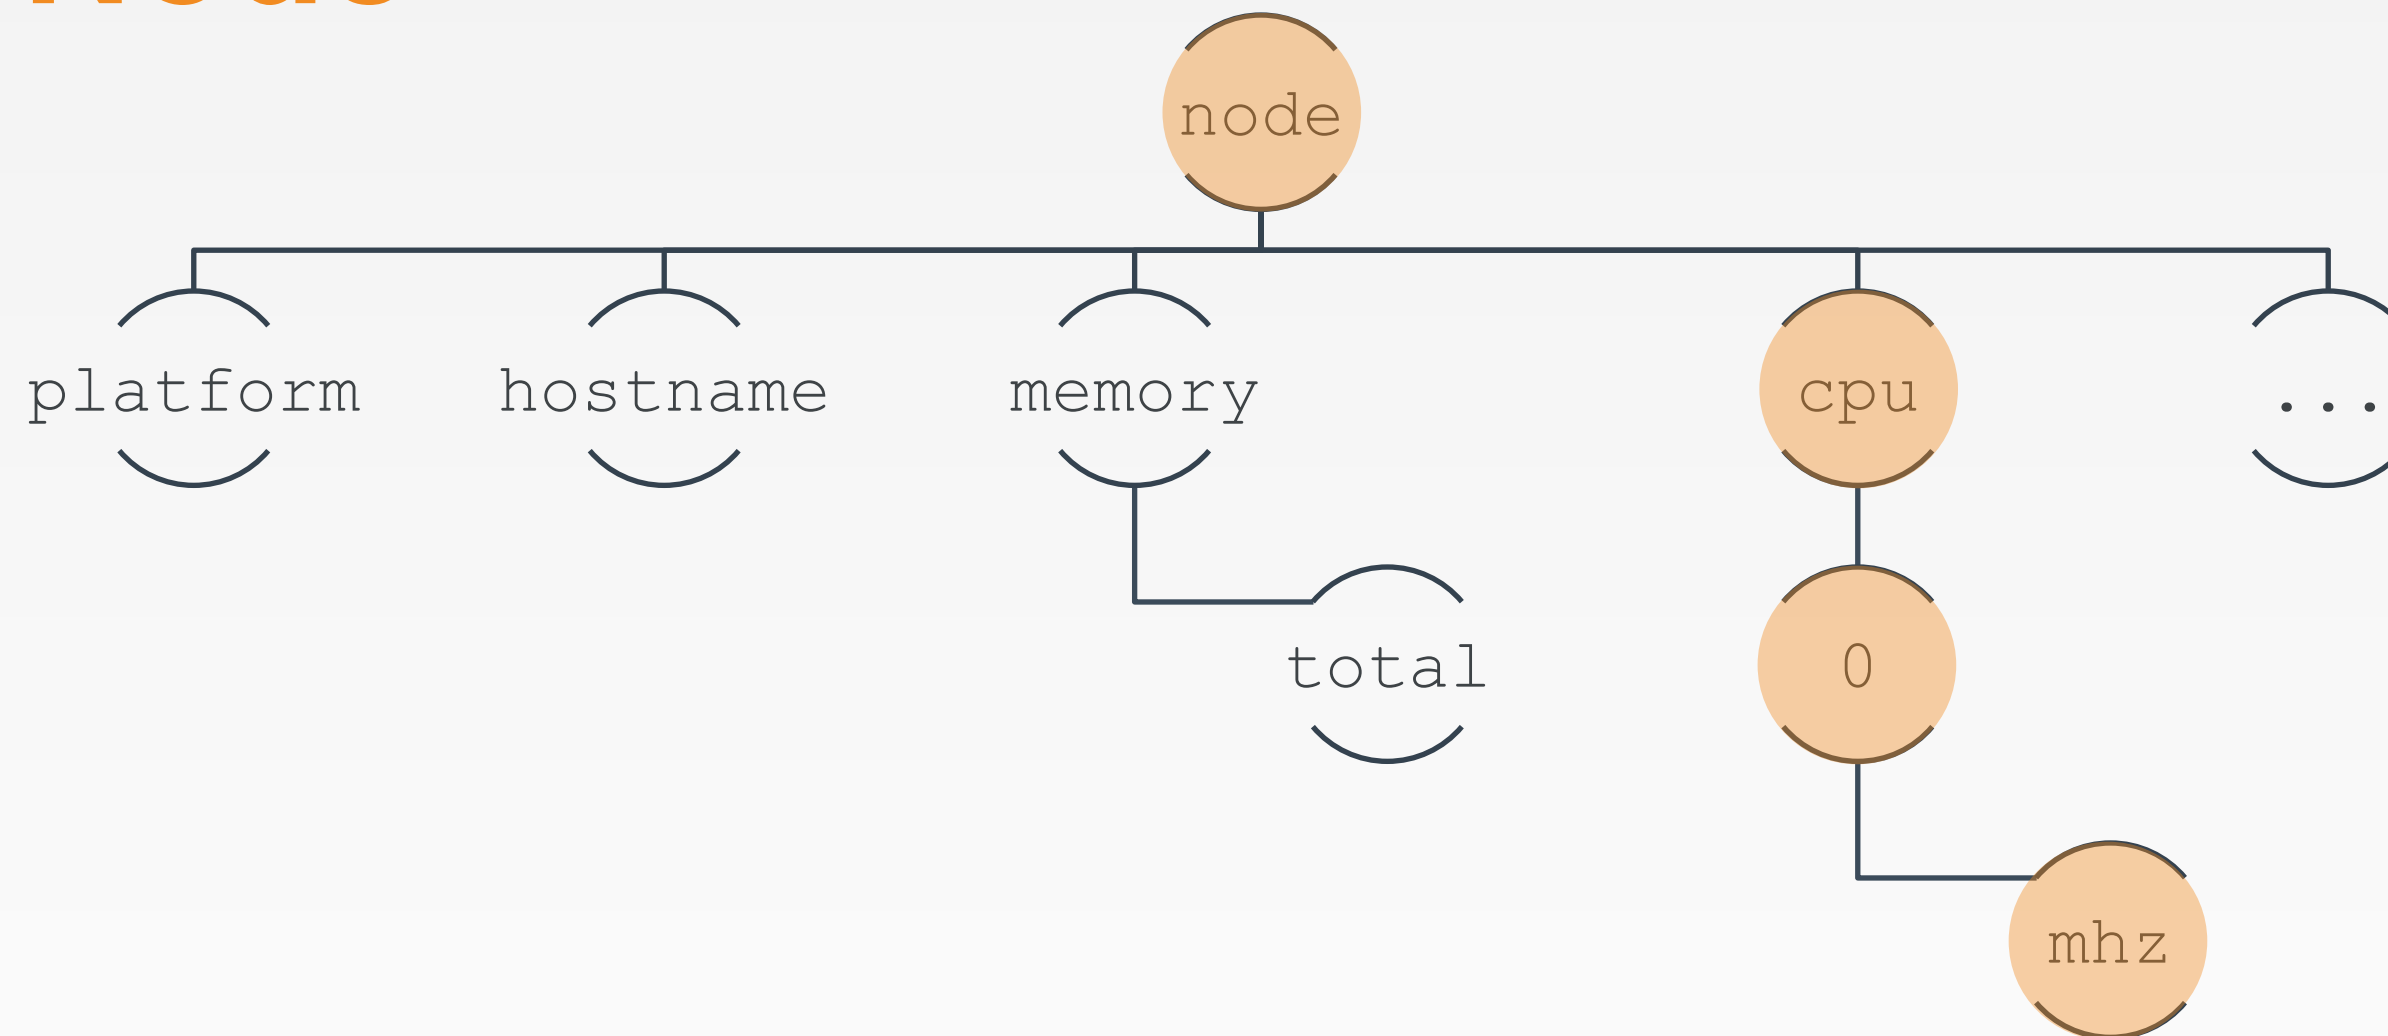 node
platform hostname memory cpu ...
total 0
mhz